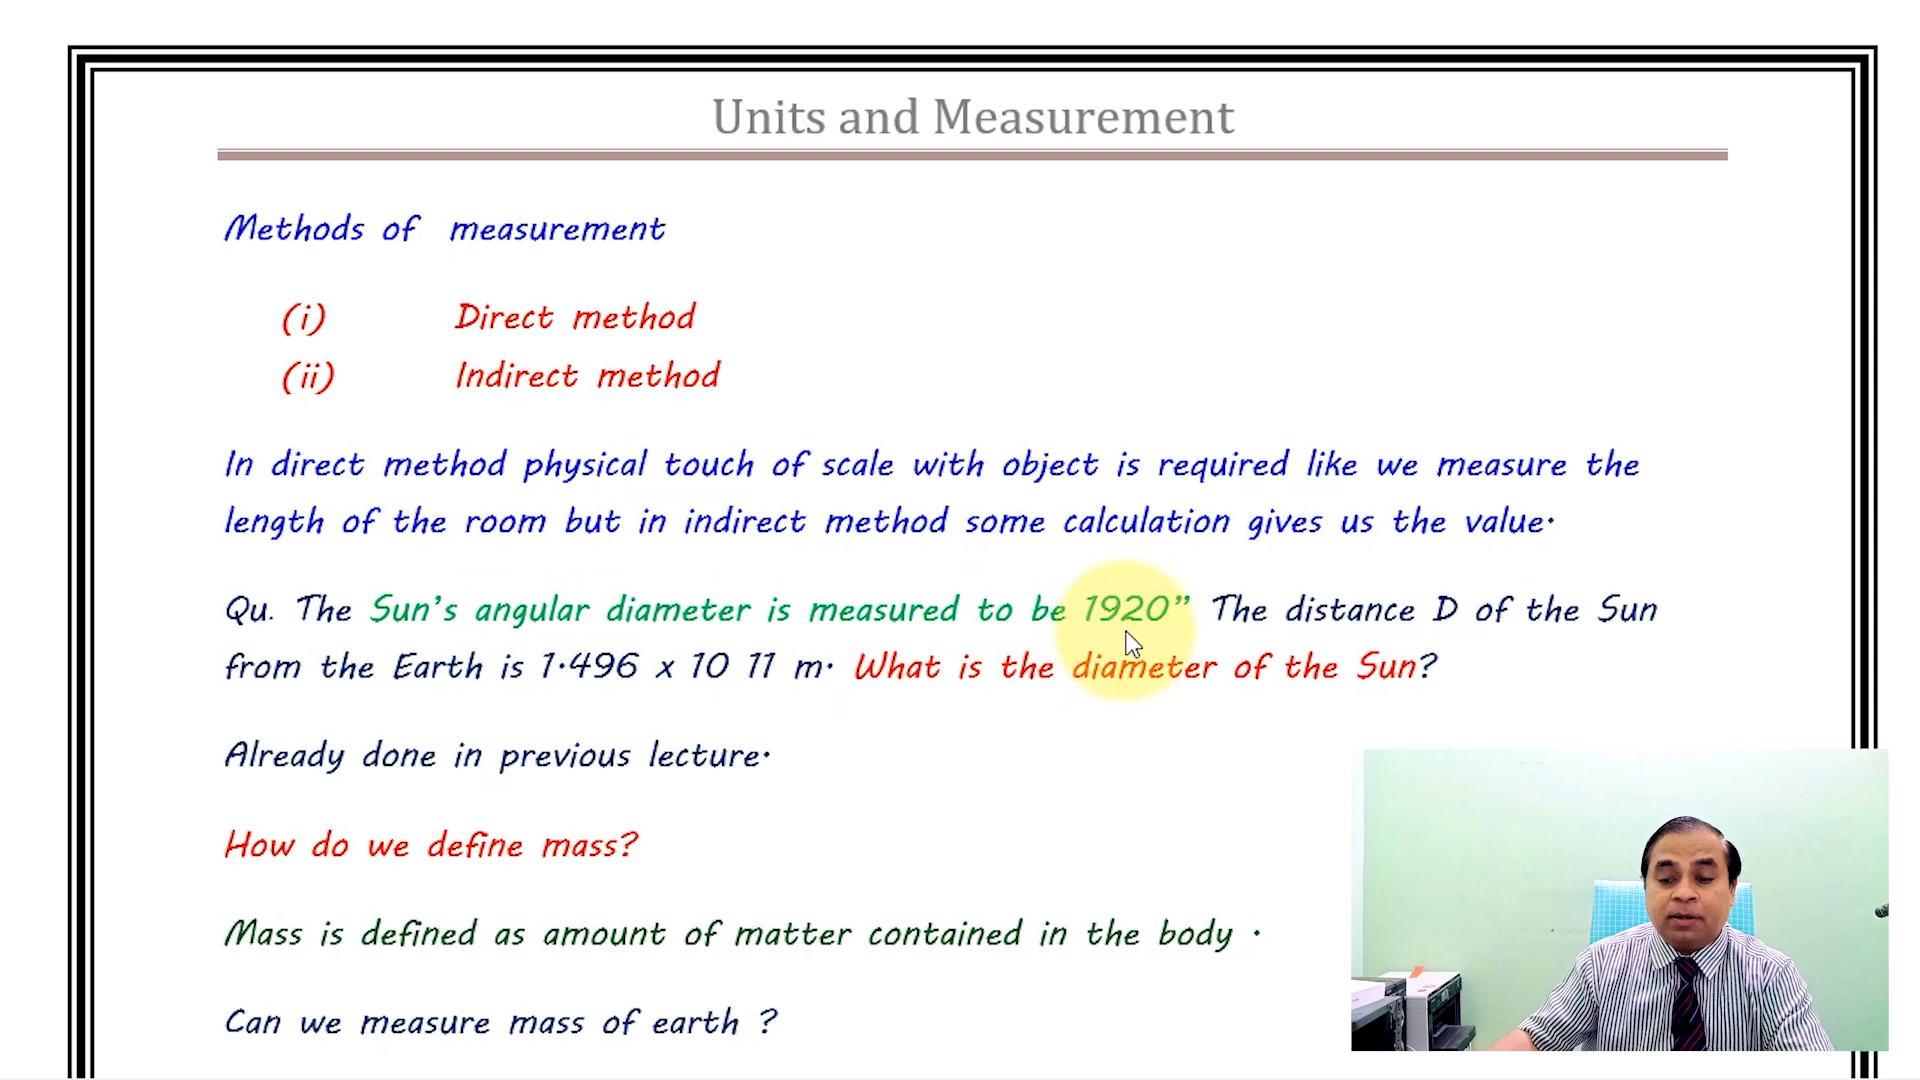 Units and Measurement
Methods of measurement
(i) Direct method
(ii) Indirect method
In direct method physical touch of scale with object is required like we measure the
length of the room but in indirect method some calculation gives us the value.
Qu. The Sun's angular diameter is measured to be 1920” The distance D of the Sun
from the Earth is 1.496 x 10 11 m. What is the diameter of the Sun?
Already done in previous lecture.
How do we define mass?
Mass is defined as amount of matter contained in the body .
Can we measure mass of earth ?